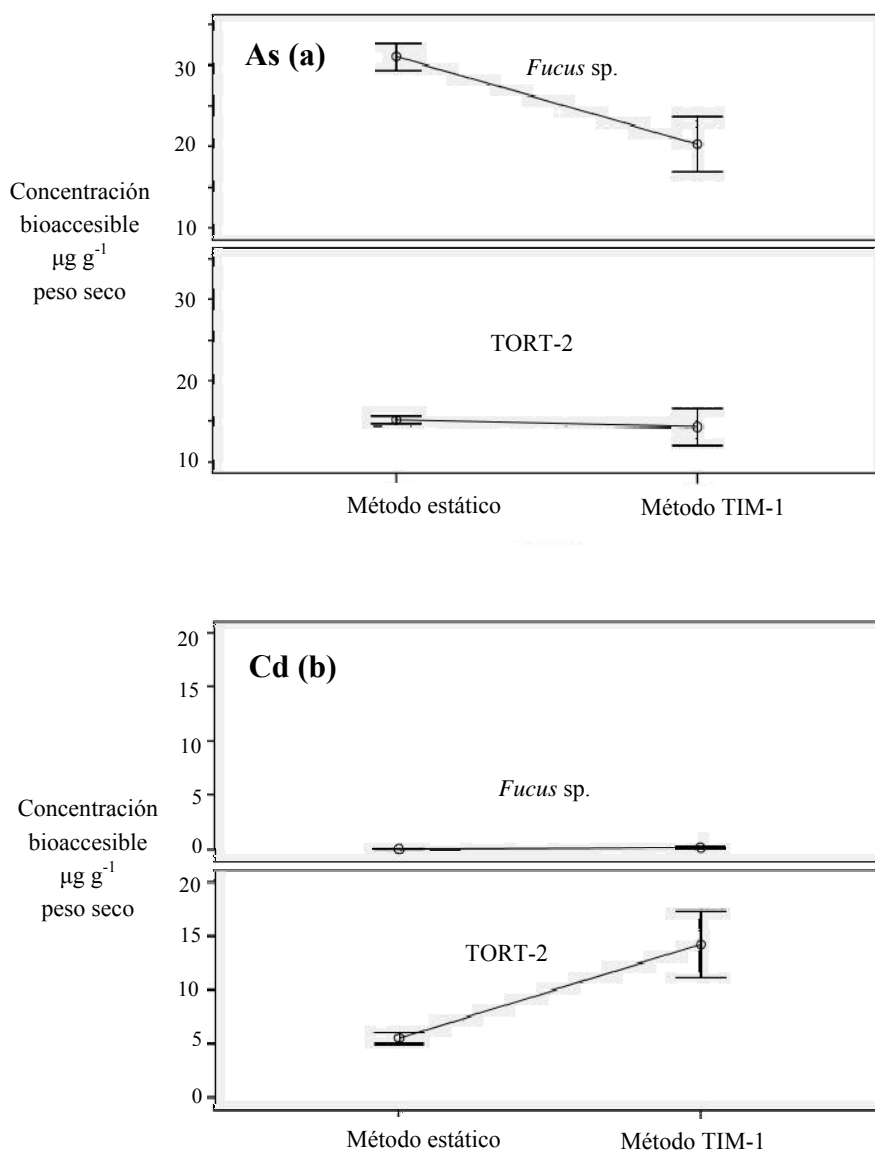 As (a)
Fucus sp.
30
20
10
Concentración
bioaccesible
µg g-1
peso seco
TORT-2
30
20
10
Método estático
Método TIM-1
Cd (b)
20
15
10
5
0
Fucus sp.
Concentración
bioaccesible
µg g-1
peso seco
TORT-2
20
15
10
5
0
Método estático
Método TIM-1